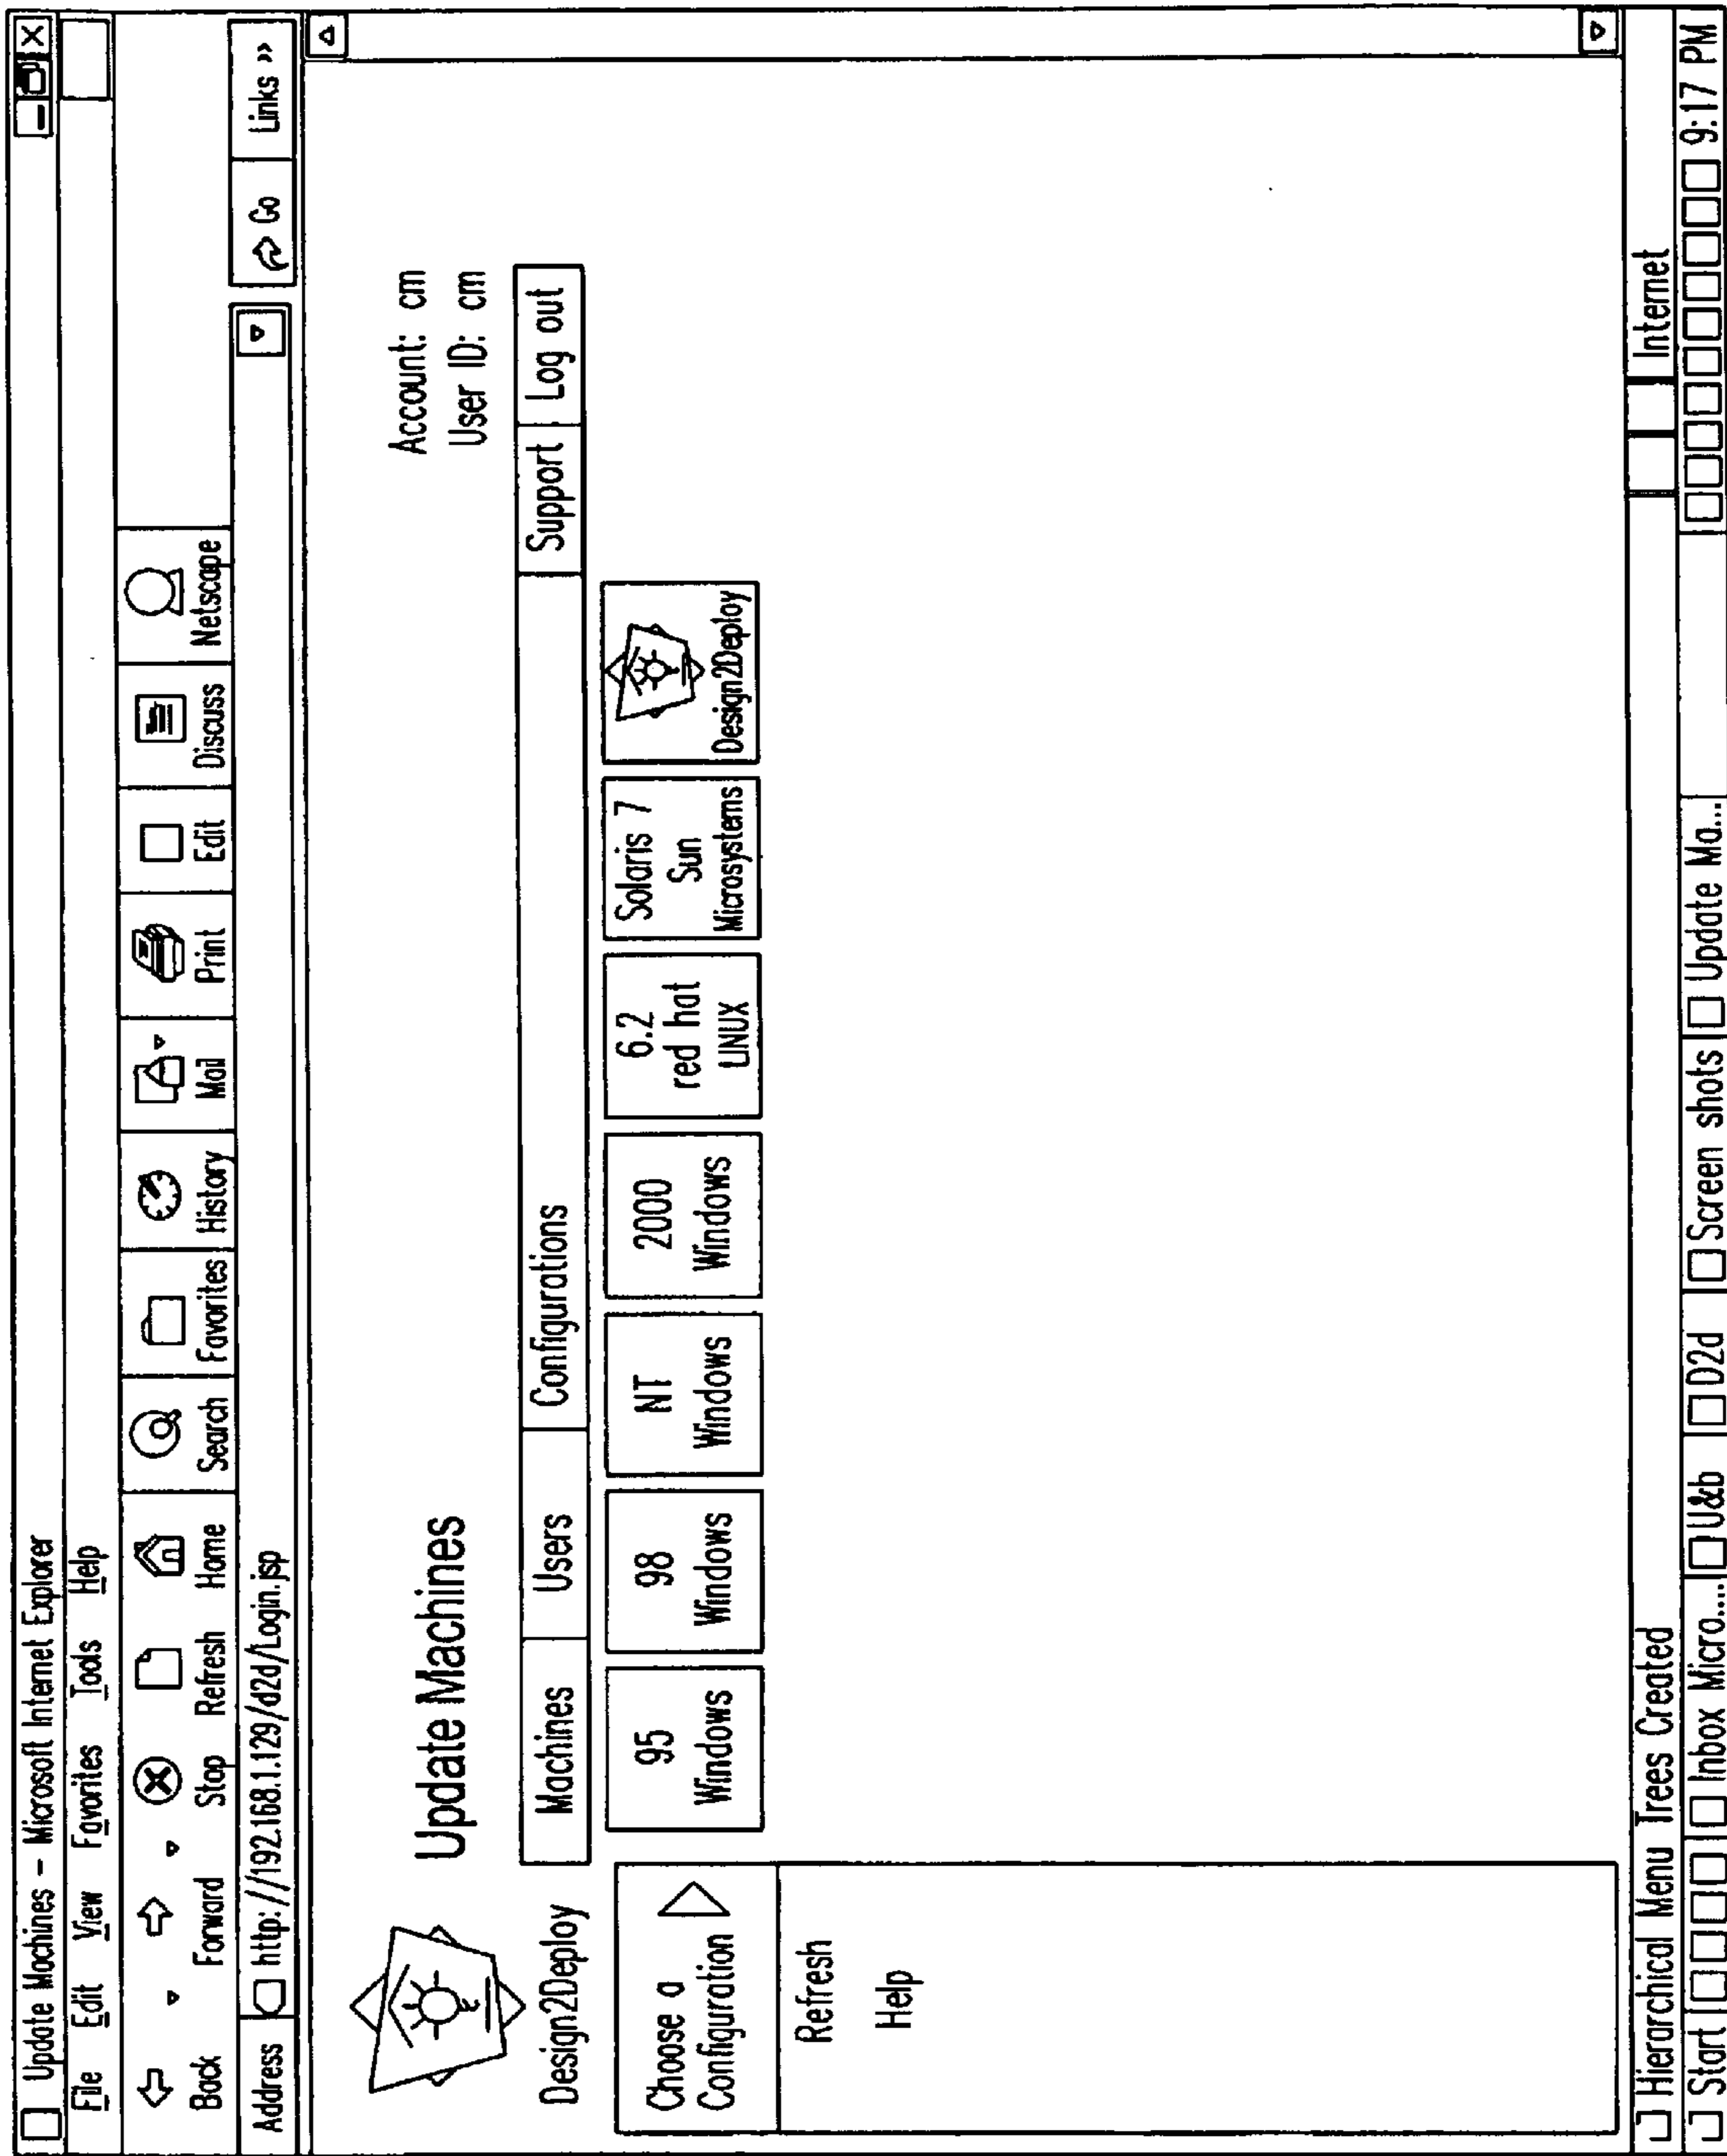 Update Machines – Microsoft Internet Explorer
File Edit View Favorites Tools Help
Back Forward Stop Refresh Home Search Favorites History Mail Print Edit Discuss Netscape
Address http://192.168.1.129/d2d/Login.jsp Go Links »
Account: cm
Update Machines
User ID: cm
Design2Deploy
Machines Users Configurations Support Log out
Choose a
Configuration
95
Windows
98
Windows
NT
Windows
2000
Windows
6.2
red hat
LINUX
Solaris 7
Sun
Microsystems
Design2Deploy
Refresh
Help
Hierarchical Menu Trees Created Internet
Start Inbox Micro.... U&b D2d Screen shots Update Ma... 9:17 PM